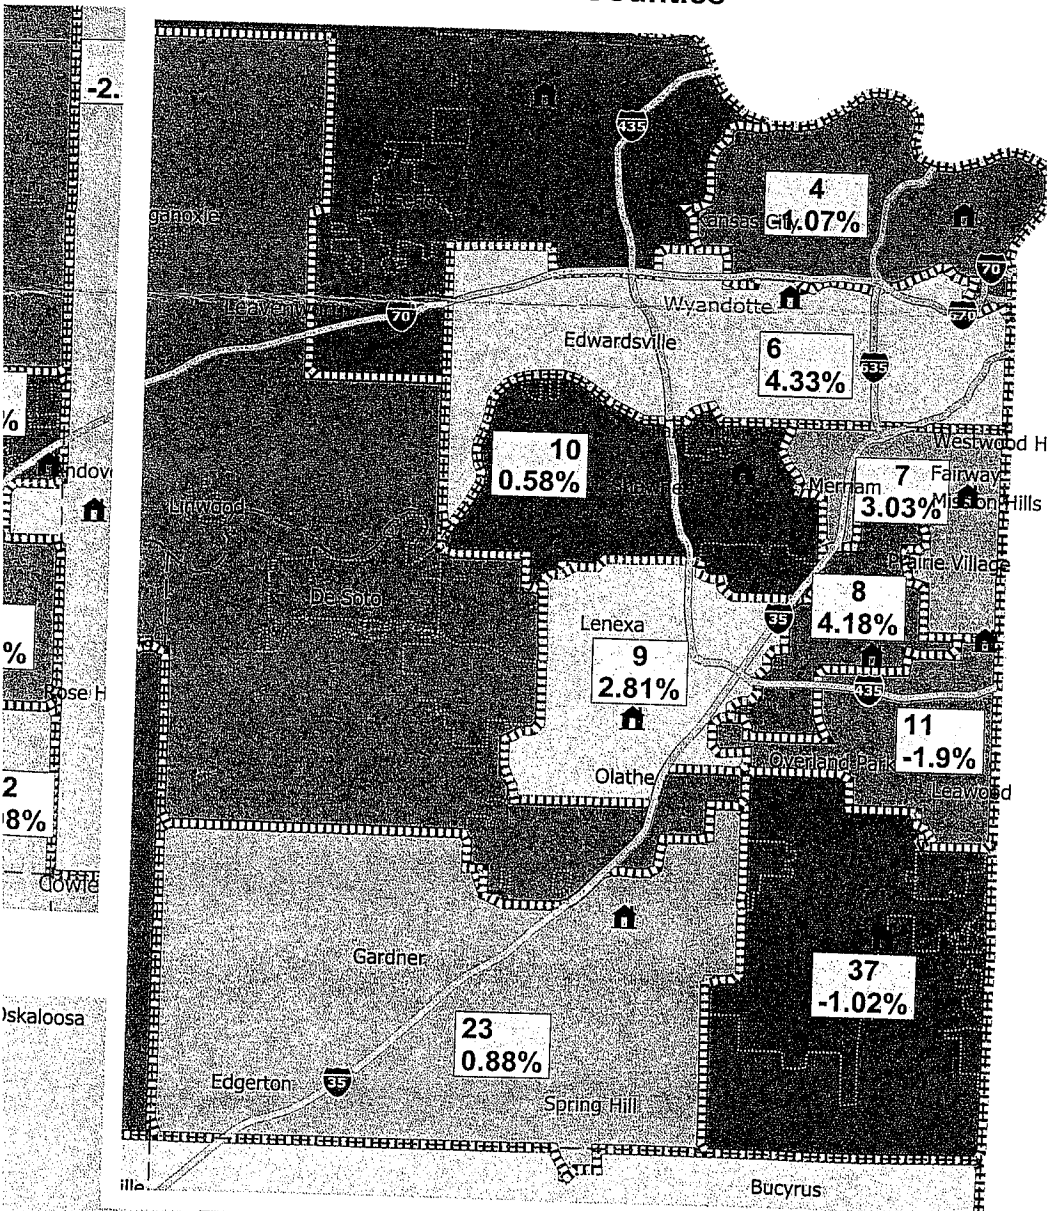 -2.
435
4
-1.07%
ganoxie
Kansas City
70
70
Wyandotte
Edwardsville
6
4.33%
635
670
10
0.58%
Westwood H
7
3.03%
Fairway
Merriam
Mission Hills
%
ndov
Linwood
Prairie Village
De Soto
8
4.18%
35
Lenexa
9
2.81%
%
Rose H
435
11
-1.9%
Overland Park
Olathe
Leawood
2
8%
Cowle
Gardner
37
-1.02%
Oskaloosa
23
0.88%
Edgerton
35
Spring Hill
ille
Bucyrus